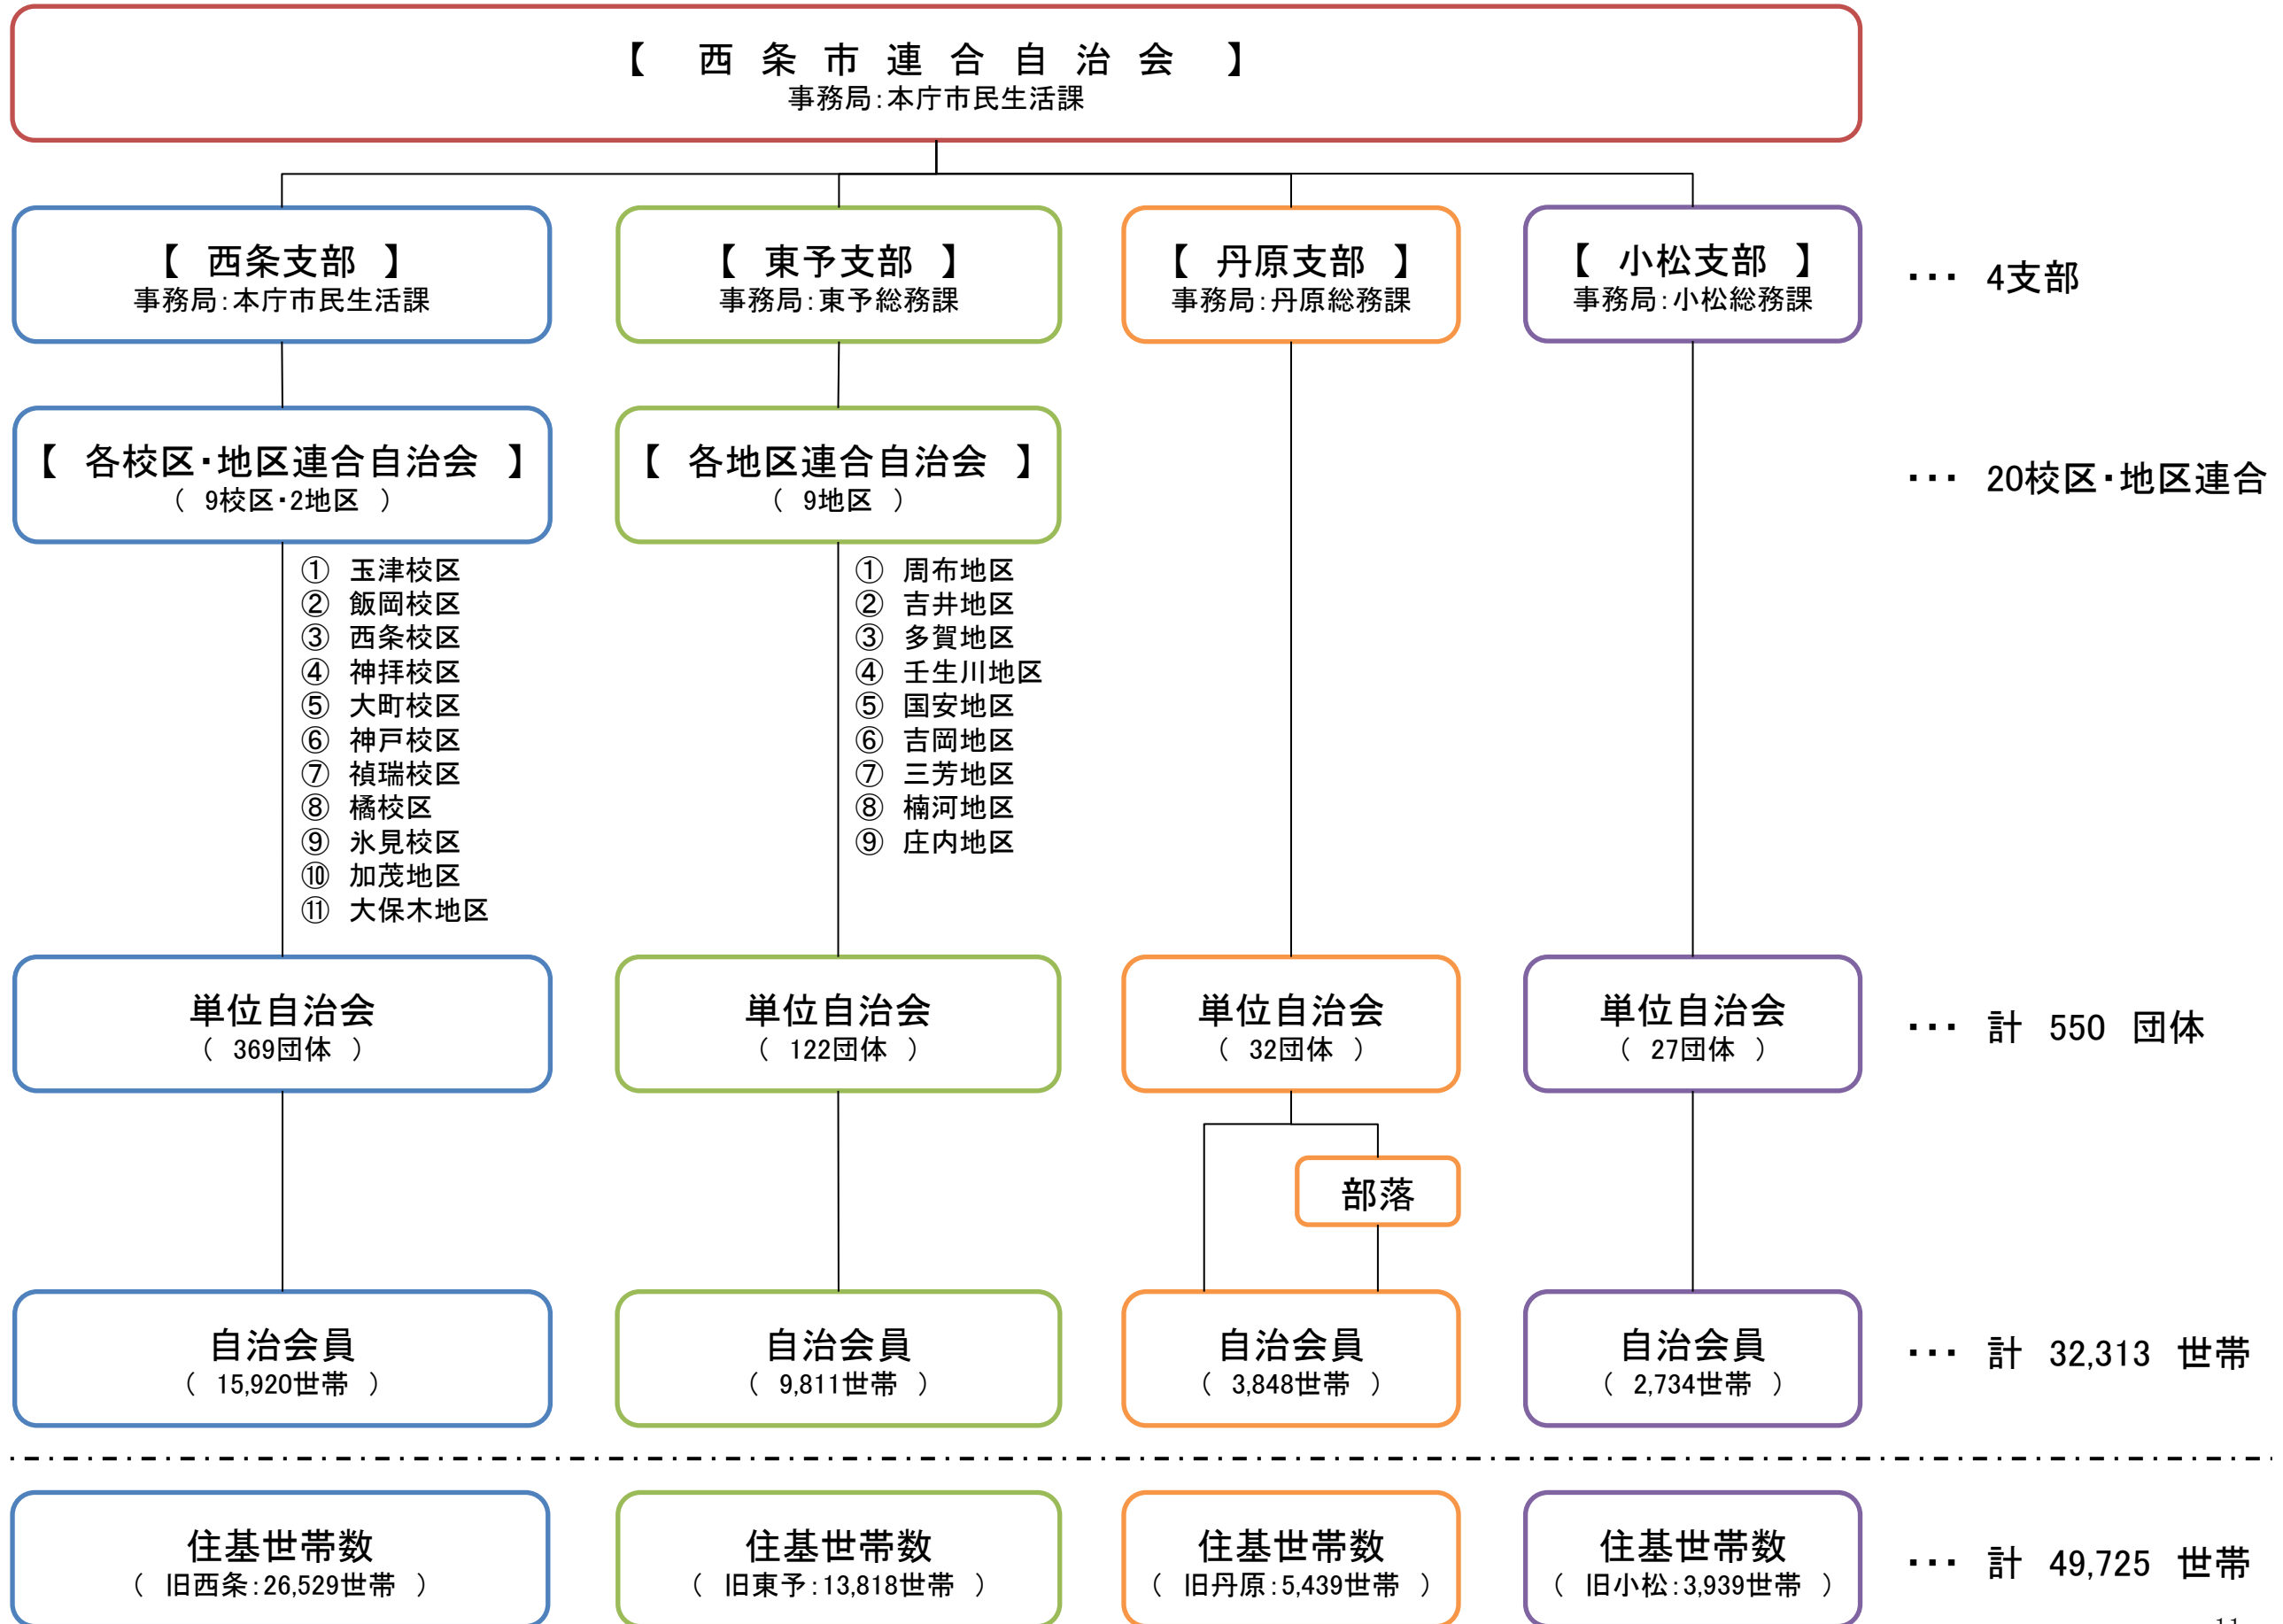 【　西 条 市 連 合 自 治 会　】
事務局：本庁市民生活課
【　西条支部　】
事務局：本庁市民生活課
【　東予支部　】
事務局：東予総務課
【　丹原支部　】
事務局：丹原総務課
【　小松支部　】
事務局：小松総務課
・・・　4支部
【　各校区・地区連合自治会　】
（　9校区・2地区　）
【　各地区連合自治会　】
（　9地区　）
・・・　20校区・地区連合
①　玉津校区
②　飯岡校区
③　西条校区
④　神拝校区
⑤　大町校区
⑥　神戸校区
⑦　禎瑞校区
⑧　橘校区
⑨　氷見校区
⑩　加茂地区
⑪　大保木地区
①　周布地区
②　吉井地区
③　多賀地区
④　壬生川地区
⑤　国安地区
⑥　吉岡地区
⑦　三芳地区
⑧　楠河地区
⑨　庄内地区
単位自治会
（　369団体　）
単位自治会
（　122団体　）
単位自治会
（　32団体　）
単位自治会
（　27団体　）
・・・　計　550　団体
部落
自治会員
（　15,920世帯　）
自治会員
（　9,811世帯　）
自治会員
（　3,848世帯　）
自治会員
（　2,734世帯　）
・・・　計　32,313　世帯
住基世帯数
（　旧西条：26,529世帯　）
住基世帯数
（　旧東予：13,818世帯　）
住基世帯数
（　旧丹原：5,439世帯　）
住基世帯数
（　旧小松：3,939世帯　）
・・・　計　49,725　世帯